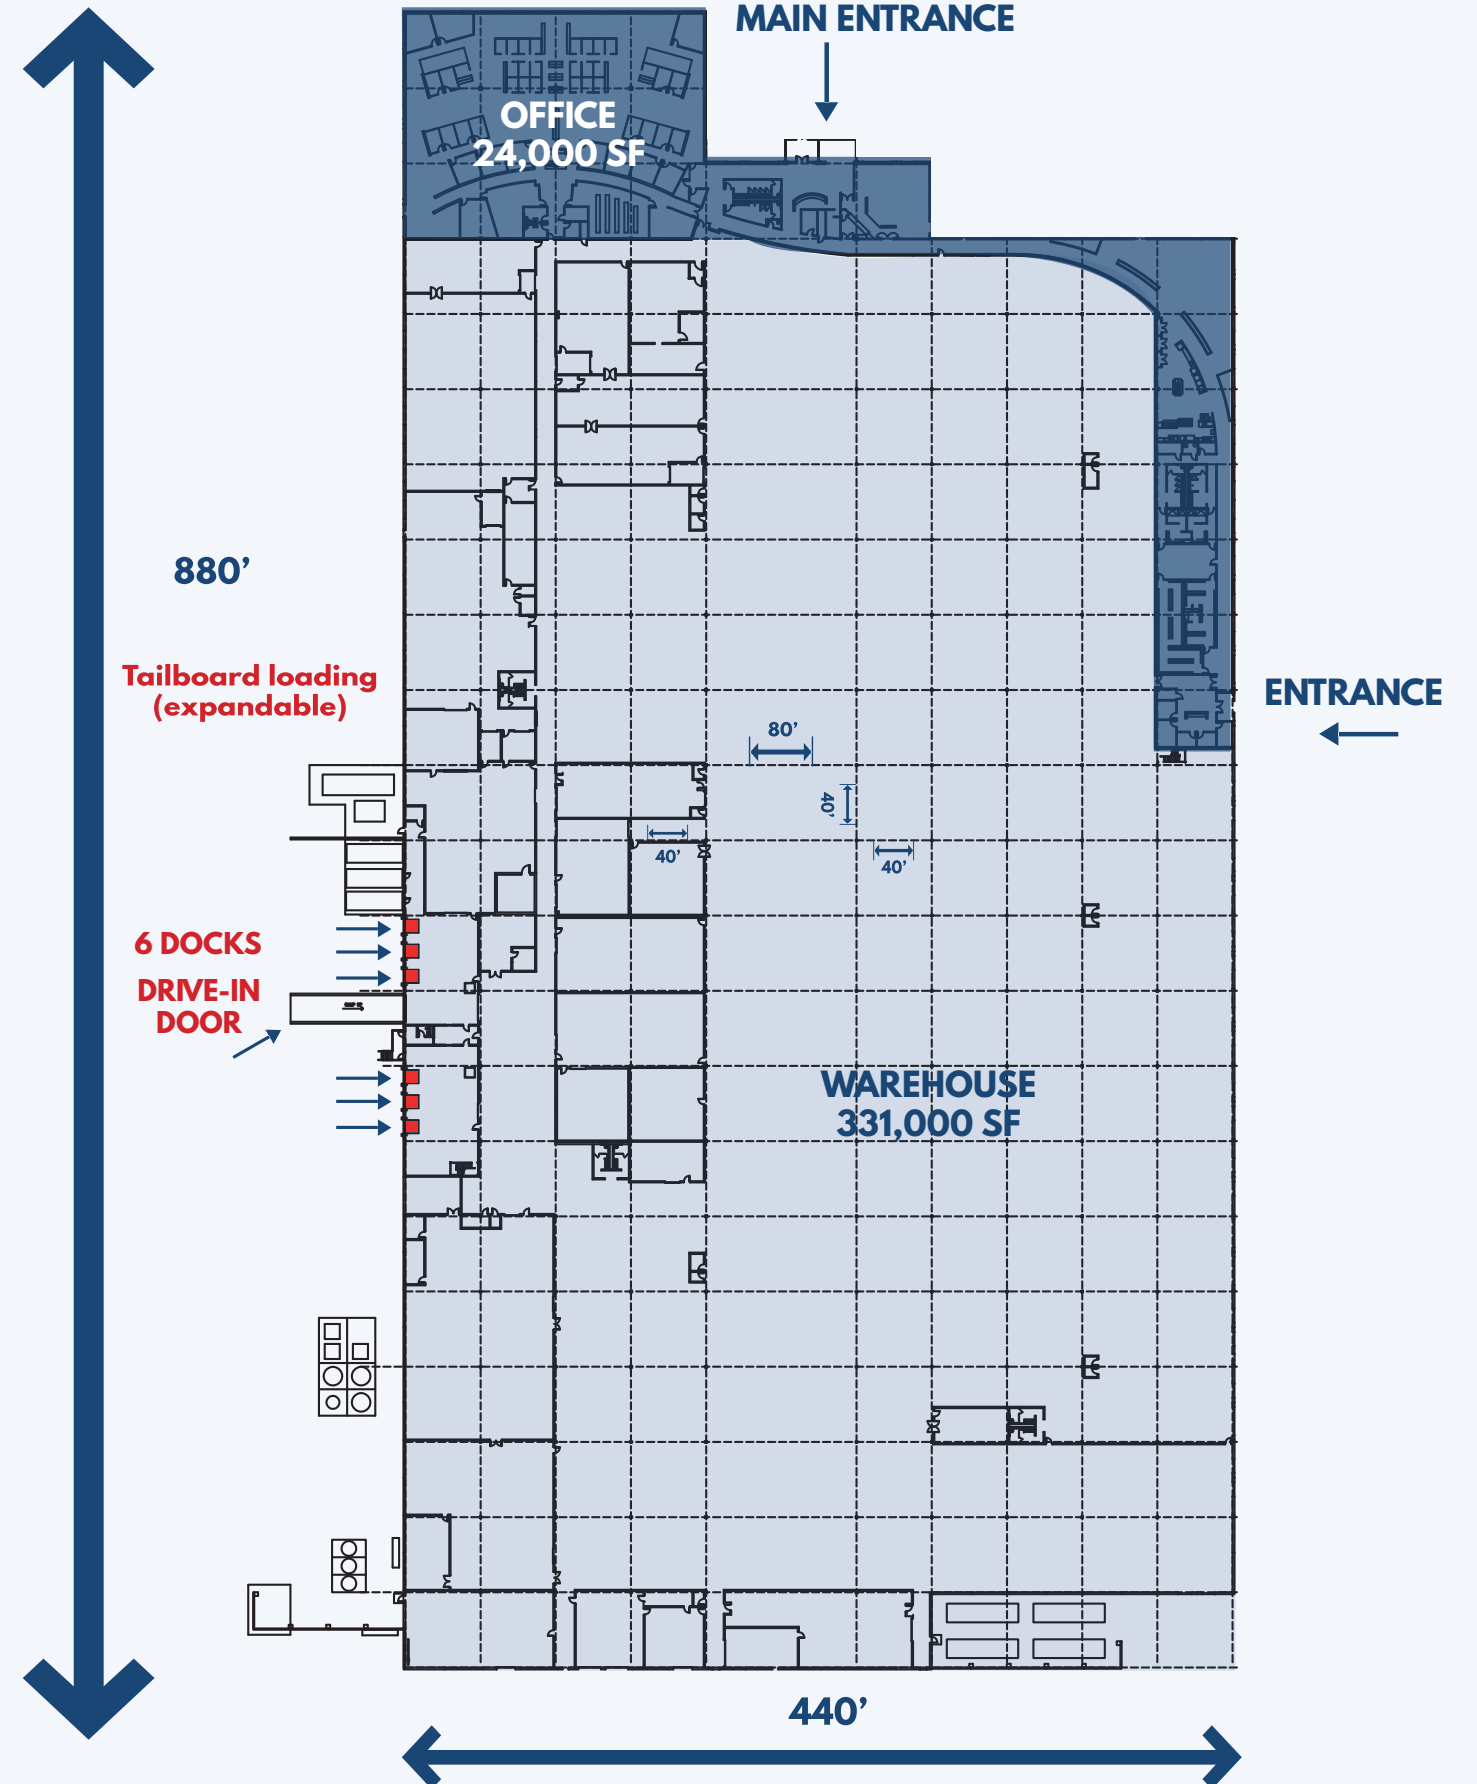 MAIN ENTRANCE
OFFICE
24,000 SF
880’
Tailboard loading
(expandable)
ENTRANCE
80’
40’
40’
40’
6 DOCKS
DRIVE-IN
DOOR
WAREHOUSE
331,000 SF
440’